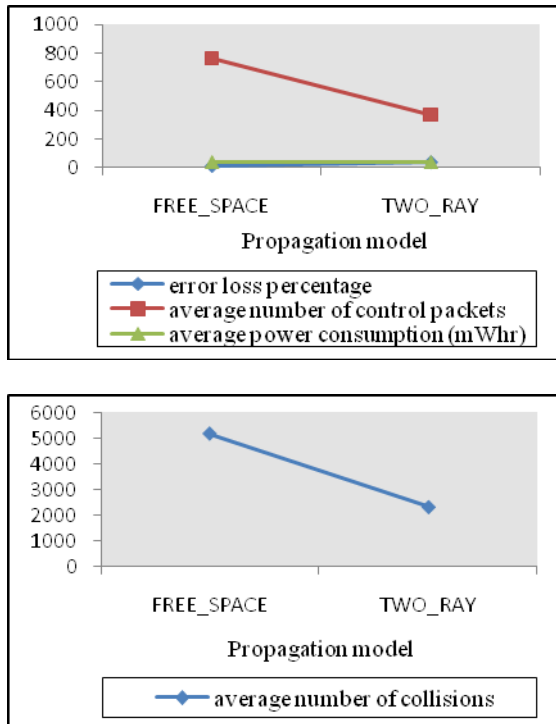 1000
800
600
400
200
0
FREE_SPACE TWO_RAY
Propagation model
error loss percentage
average number of control packets
average power consumption (mWhr)
6000
5000
4000
3000
2000
1000
0
FREE_SPACE TWO_RAY
Propagation model
average number of collisions